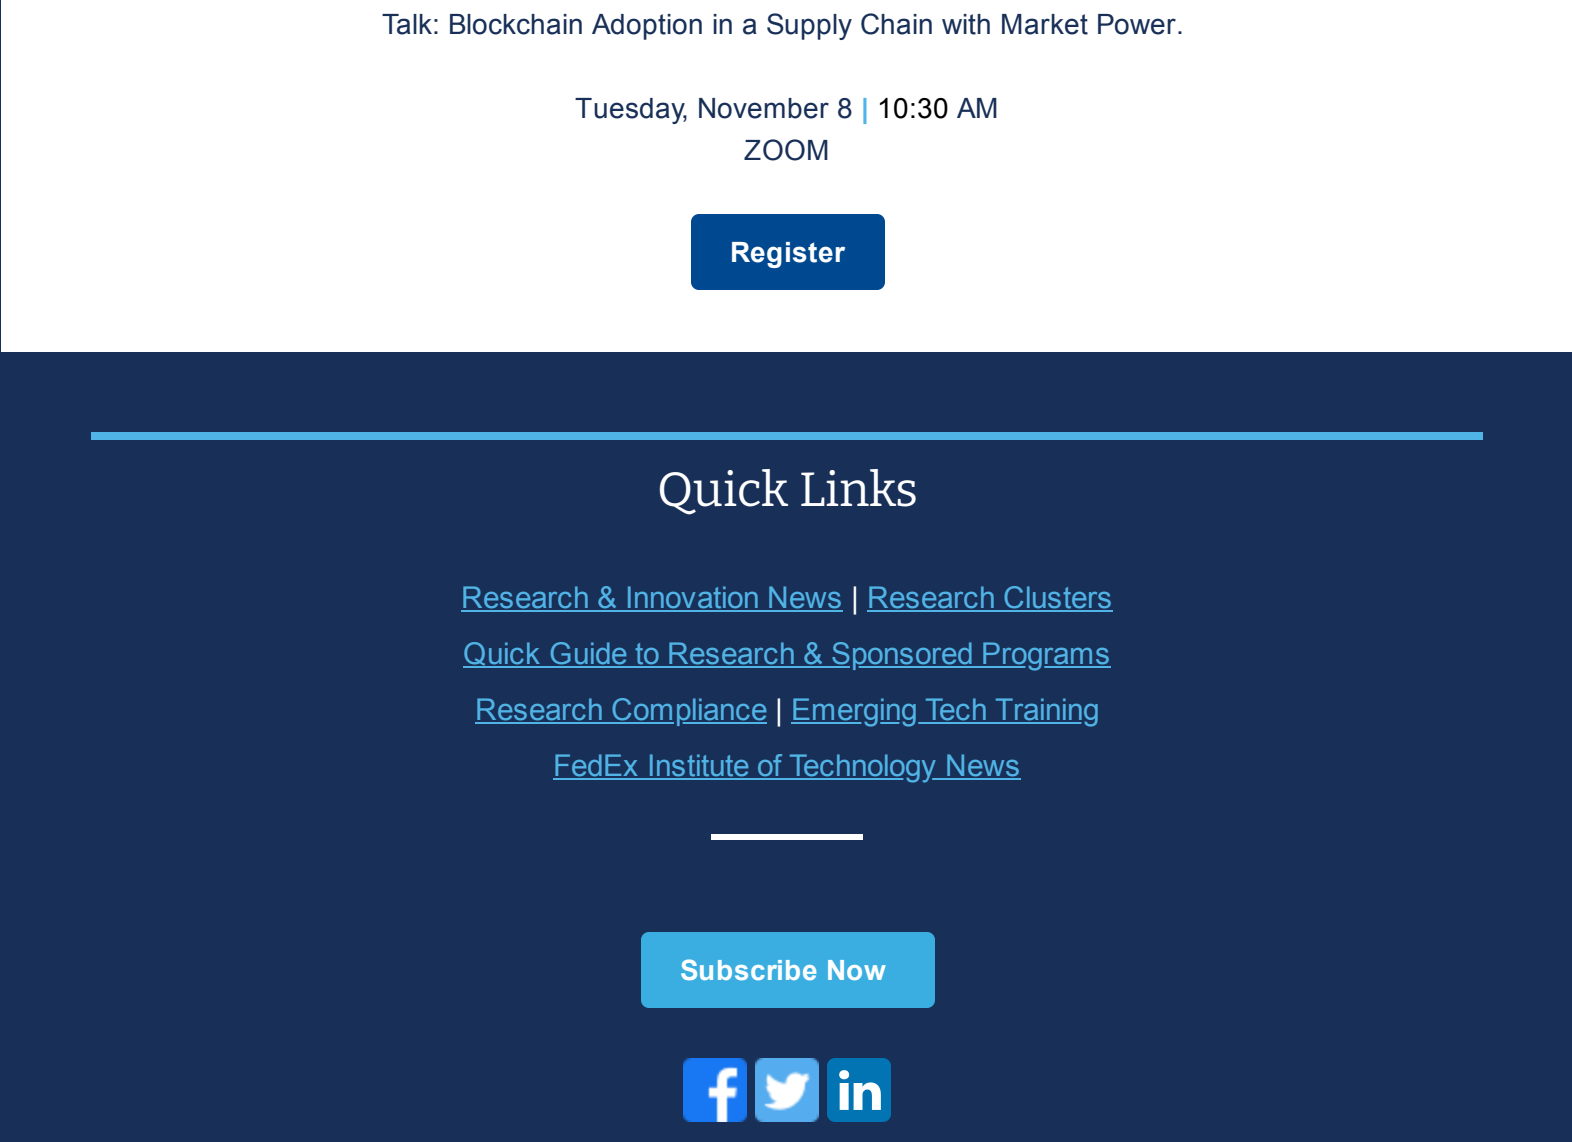 Talk: Blockchain Adoption in a Supply Chain with Market Power.
Tuesday, November 8 | 10:30 AM
ZOOM
Register
Quick Links
Research & Innovation News | Research Clusters
Quick Guide to Research & Sponsored Programs
Research Compliance | Emerging Tech Training
FedEx Institute of Technology News
Subscribe Now
f in